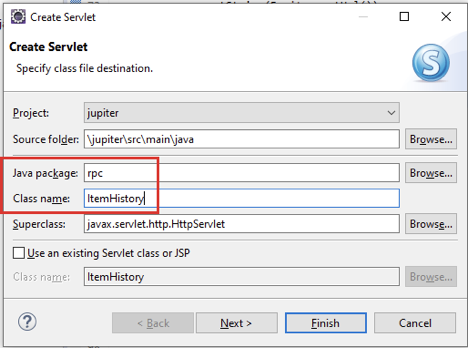 Create Servlet
Create Servlet
Specify class file destination.
S
Project: jupiter
Source folder: \jupiter\src\main\java Browse...
Java package: rpc Browse...
Class name: ItemHistory
Superclass: javax.servlet.http.HttpServlet Browse...
Use an existing Servlet class or JSP
Class name: ItemHistory Browse...
? < Back Next > Finish Cancel